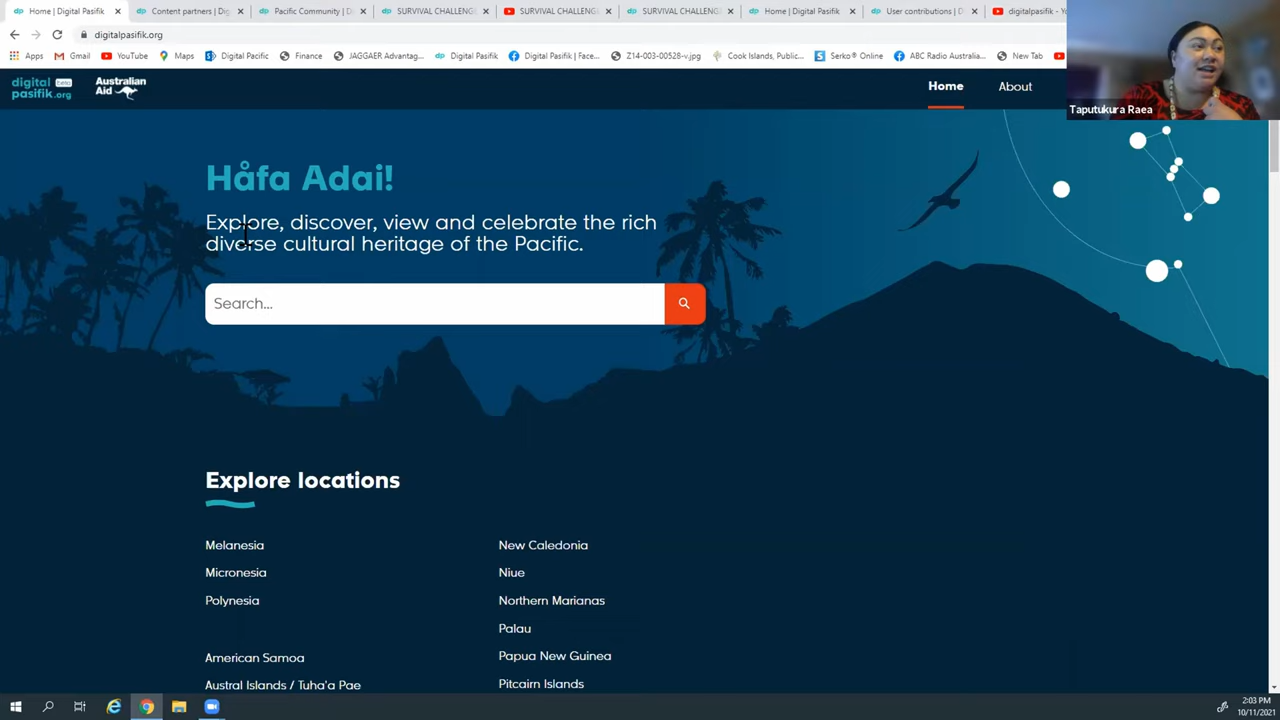 Home | Digital Pasifik
Content partners | Dig
Pacific Community | D
SURVIVAL CHALLENG
SURVIVAL CHALLENGE
SURVIVAL CHALLENG
Home | Digital Pasifik
User contributions | D
digitalpasifik - Y
digitalpasifik.org
Apps
Gmail
YouTube
Maps
Digital Pacific
Finance
JAGGAER Advantag...
Digital Pasifik
Digital Pasifik | Face...
Z14-003-00528-v.jpg
Cook Islands, Public...
Serko® Online
ABC Radio Australia...
New Tab
digital beta
pasifik.org
Australian
Aid
Home
About
Taputukura Raea
Håfa Adai!
Explore, discover, view and celebrate the rich
diverse cultural heritage of the Pacific.
Search...
Explore locations
Melanesia
Micronesia
Polynesia
American Samoa
Austral Islands / Tuha'a Pae
New Caledonia
Niue
Northern Marianas
Palau
Papua New Guinea
Pitcairn Islands
2:03 PM
10/11/2021